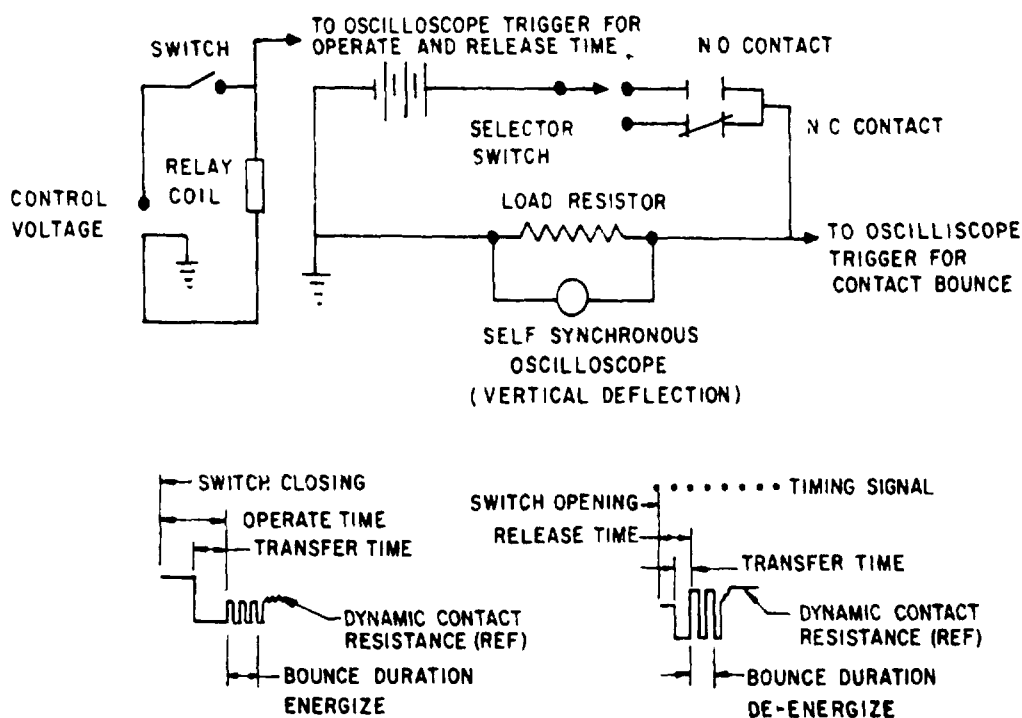 TO OSCILLOSCOPE TRIGGER FOR
OPERATE AND RELEASE TIME
SWITCH
N O CONTACT
SELECTOR
SWITCH
N C CONTACT
RELAY
COIL
CONTROL
VOLTAGE
LOAD RESISTOR
TO OSCILLISCOPE
TRIGGER FOR
CONTACT BOUNCE
SELF SYNCHRONOUS
OSCILLOSCOPE
(VERTICAL DEFLECTION)
SWITCH CLOSING
OPERATE TIME
TRANSFER TIME
DYNAMIC CONTACT
RESISTANCE (REF)
BOUNCE DURATION
ENERGIZE
TIMING SIGNAL
SWITCH OPENING
RELEASE TIME
TRANSFER TIME
DYNAMIC CONTACT
RESISTANCE (REF)
BOUNCE DURATION
DE-ENERGIZE